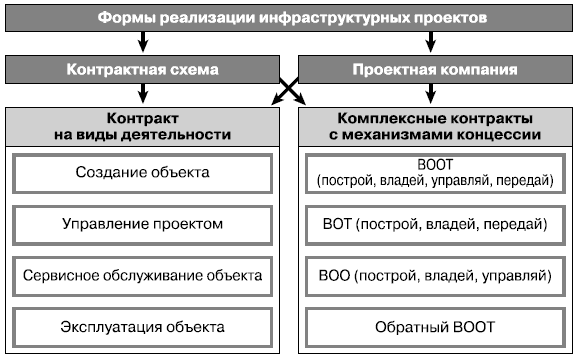 Формы реализации инфраструктурных проектов
Контрактная схема
Проектная компания
Контракт
на виды деятельности
Создание объекта
Управление проектом
Сервисное обслуживание объекта
Эксплуатация объекта
Комплексные контракты
с механизмами концессии
BOOT
(построй, владей, управляй, передай)
BOT (построй, владей, передай)
BOO (построй, владей, управляй)
Обратный BOOT